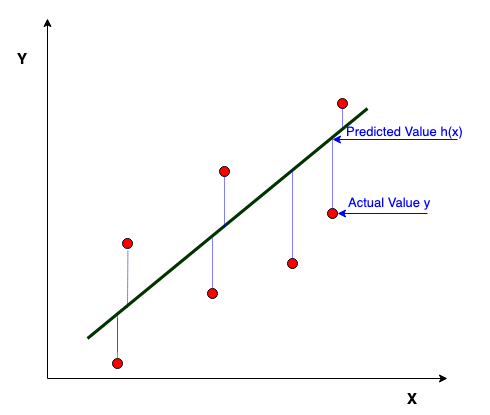 Y
Predicted Value h(x)
Actual Value y
X